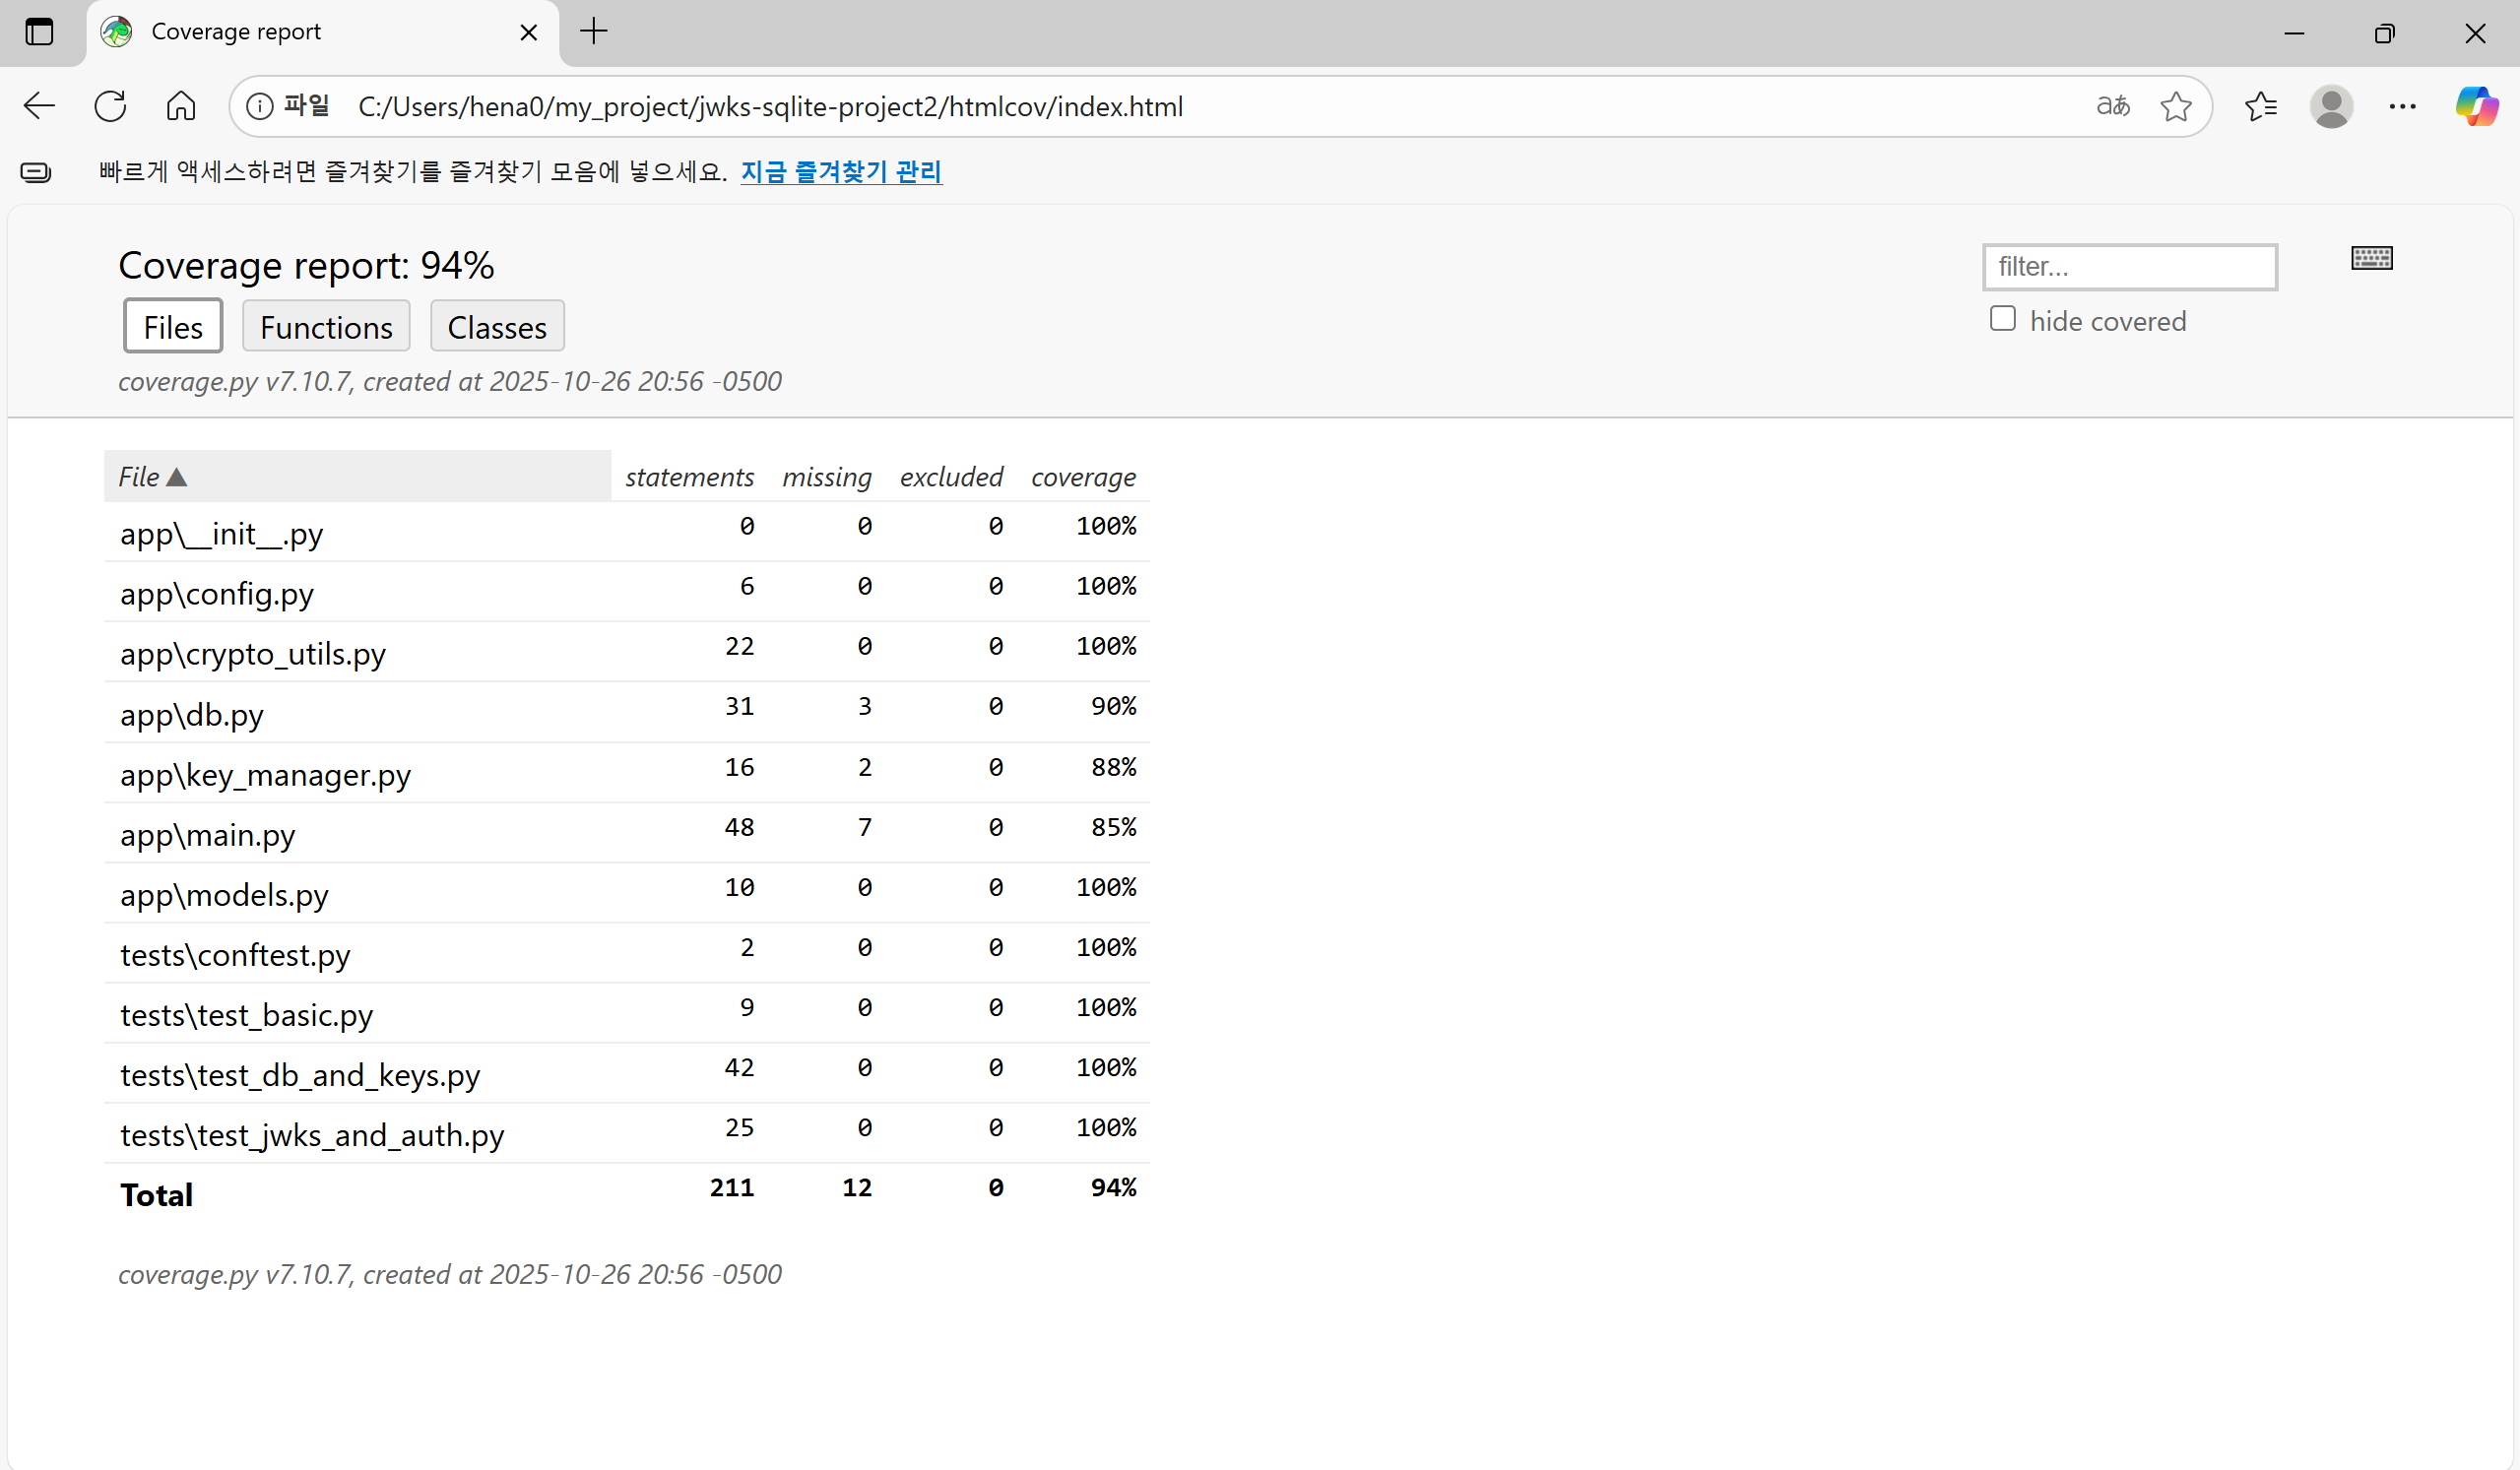 Coverage report
파일 C:/Users/hena0/my_project/jwks-sqlite-project2/htmlcov/index.html aあ
빠르게 액세스하려면 즐겨찾기를 즐겨찾기 모음에 넣으세요. 지금 즐겨찾기 관리
Coverage report: 94%
filter...
Files Functions Classes
hide covered
coverage.py v7.10.7, created at 2025-10-26 20:56 -0500
File ▲ statements missing excluded coverage
app\__init__.py 0 0 0 100%
app\config.py 6 0 0 100%
app\crypto_utils.py 22 0 0 100%
app\db.py 31 3 0 90%
app\key_manager.py 16 2 0 88%
app\main.py 48 7 0 85%
app\models.py 10 0 0 100%
tests\conftest.py 2 0 0 100%
tests\test_basic.py 9 0 0 100%
tests\test_db_and_keys.py 42 0 0 100%
tests\test_jwks_and_auth.py 25 0 0 100%
Total 211 12 0 94%
coverage.py v7.10.7, created at 2025-10-26 20:56 -0500